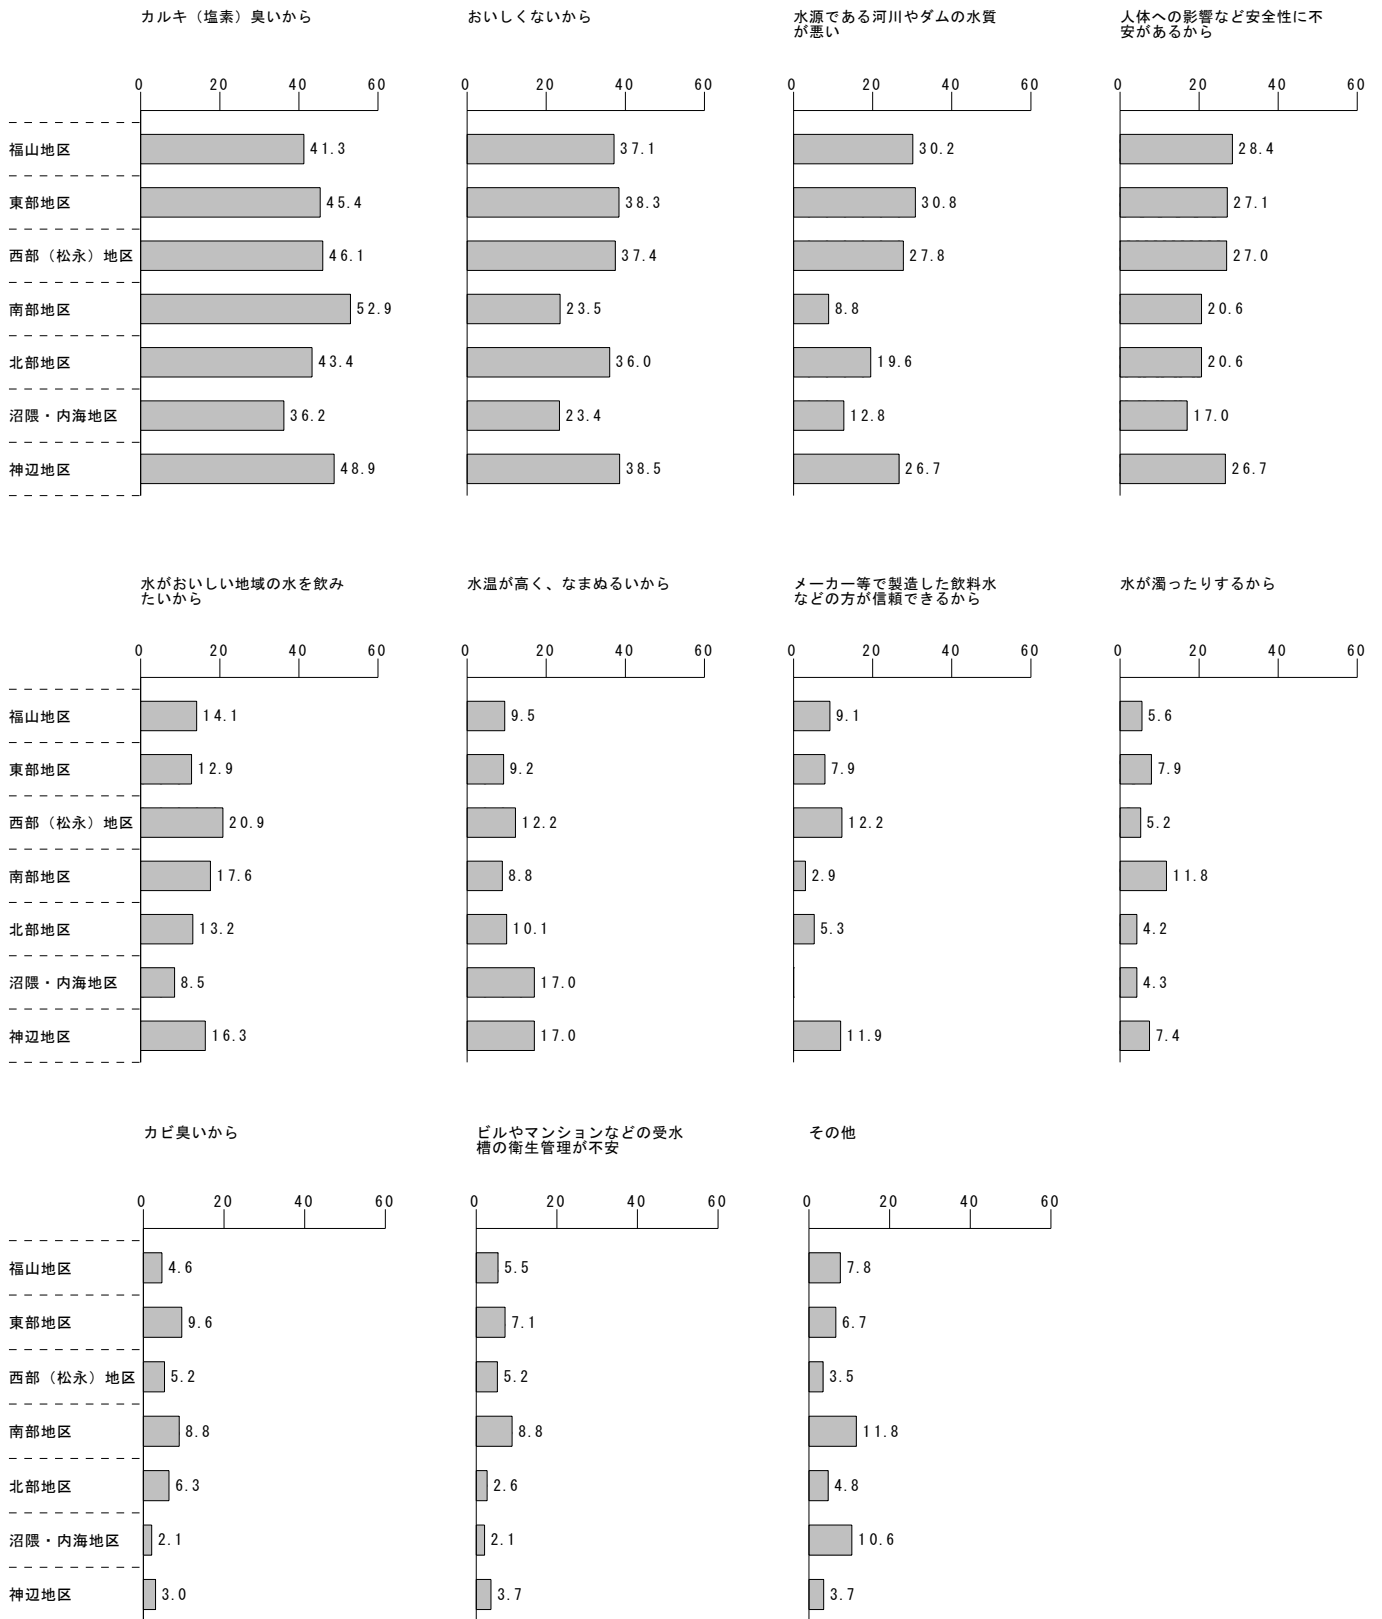 カルキ（塩素）臭いから
おいしくないから
水源である河川やダムの水質
が悪い
人体への影響など安全性に不
安があるから
0 20 40 60 0 20 40 60 0 20 40 60 0 20 40 60
福山地区 41.3 37.1 30.2 28.4
東部地区 45.4 38.3 30.8 27.1
西部（松永）地区 46.1 37.4 27.8 27.0
南部地区 52.9 23.5 8.8 20.6
北部地区 43.4 36.0 19.6 20.6
沼隈・内海地区 36.2 23.4 12.8 17.0
神辺地区 48.9 38.5 26.7 26.7
水がおいしい地域の水を飲み
たいから
水温が高く、なまぬるいから
メーカー等で製造した飲料水
などの方が信頼できるから
水が濁ったりするから
0 20 40 60 0 20 40 60 0 20 40 60 0 20 40 60
福山地区 14.1 9.5 9.1 5.6
東部地区 12.9 9.2 7.9 7.9
西部（松永）地区 20.9 12.2 12.2 5.2
南部地区 17.6 8.8 2.9 11.8
北部地区 13.2 10.1 5.3 4.2
沼隈・内海地区 8.5 17.0 4.3
神辺地区 16.3 17.0 11.9 7.4
カビ臭いから
ビルやマンションなどの受水
槽の衛生管理が不安
その他
0 20 40 60 0 20 40 60 0 20 40 60
福山地区 4.6 5.5 7.8
東部地区 9.6 7.1 6.7
西部（松永）地区 5.2 5.2 3.5
南部地区 8.8 8.8 11.8
北部地区 6.3 2.6 4.8
沼隈・内海地区 2.1 2.1 10.6
神辺地区 3.0 3.7 3.7